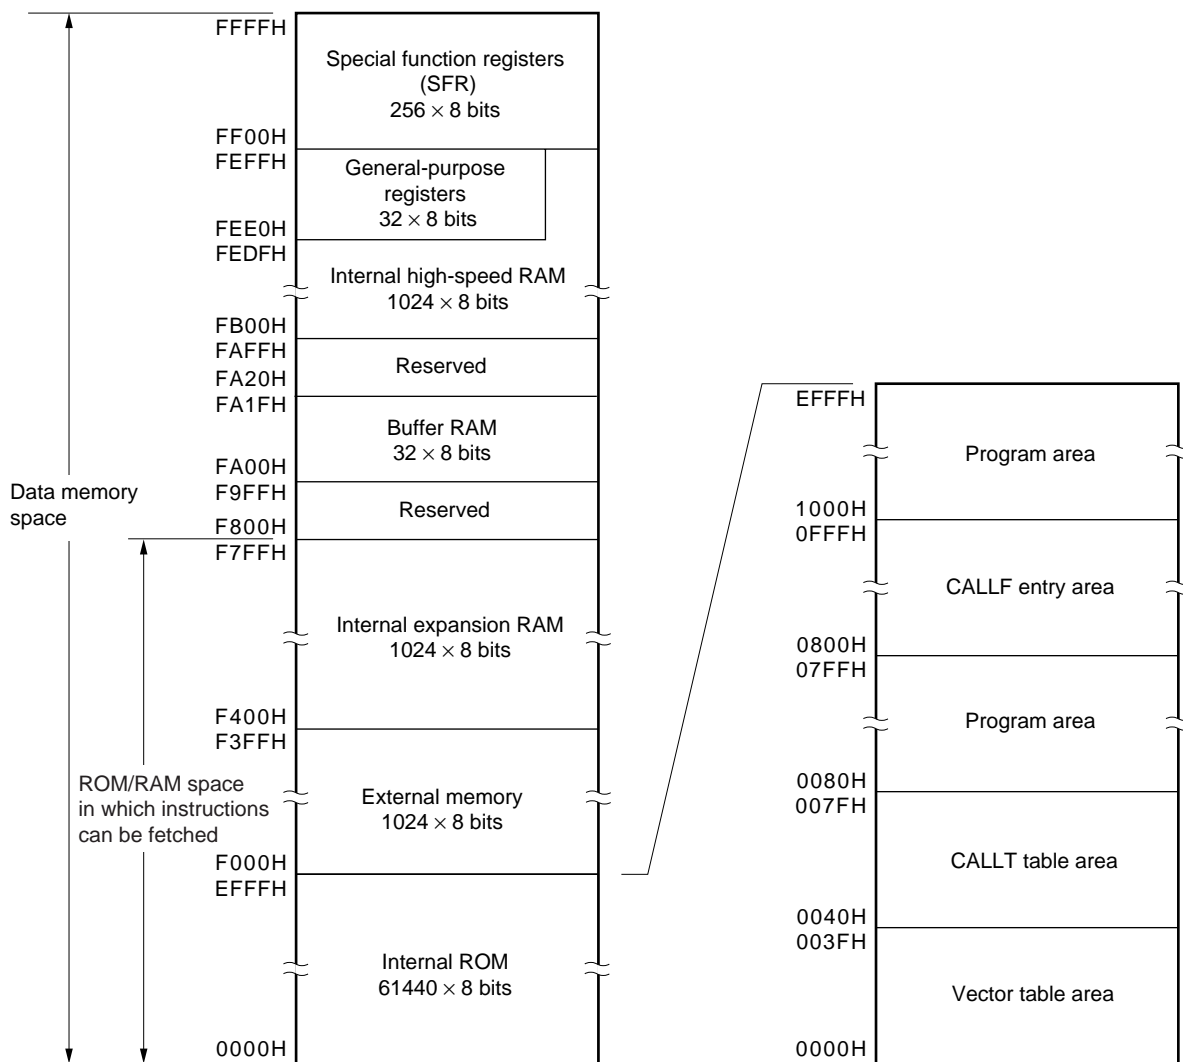 FFFFH
Special function registers
(SFR)
256 × 8 bits
FF00H
FEFFH
General-purpose
registers
32 × 8 bits
FEE0H
FEDFH
Internal high-speed RAM
1024 × 8 bits
FB00H
FAFFH
Reserved
FA20H
FA1FH
Buffer RAM
32 × 8 bits
FA00H
F9FFH
Data memory
space
Reserved
F800H
F7FFH
Internal expansion RAM
1024 × 8 bits
F400H
F3FFH
ROM/RAM space
in which instructions
can be fetched
External memory
1024 × 8 bits
F000H
EFFFH
Internal ROM
61440 × 8 bits
0000H
EFFFH
Program area
1000H
0FFFH
CALLF entry area
0800H
07FFH
Program area
0080H
007FH
CALLT table area
0040H
003FH
Vector table area
0000H